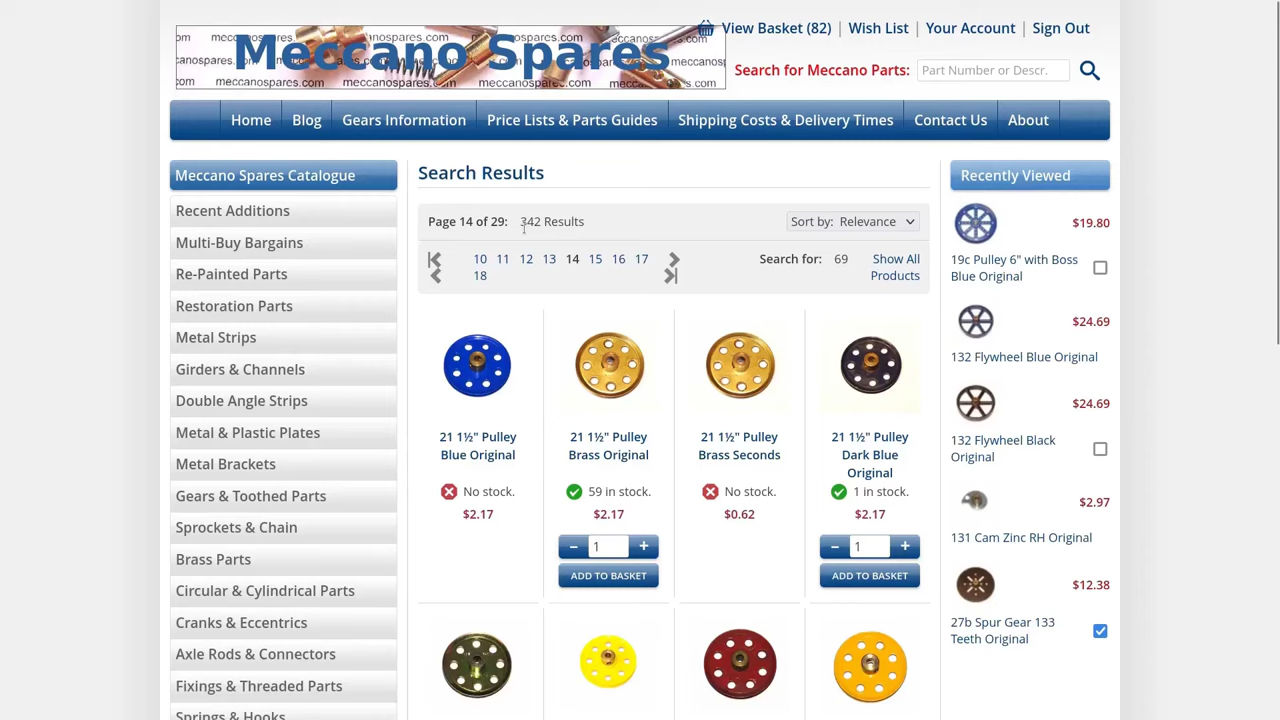 Meccano Spares
View Basket (82) | Wish List | Your Account | Sign Out
Search for Meccano Parts: Part Number or Descr.
Home Blog Gears Information Price Lists & Parts Guides Shipping Costs & Delivery Times Contact Us About
Meccano Spares Catalogue
Recent Additions
Multi-Buy Bargains
Re-Painted Parts
Restoration Parts
Metal Strips
Girders & Channels
Double Angle Strips
Metal & Plastic Plates
Metal Brackets
Gears & Toothed Parts
Sprockets & Chain
Brass Parts
Circular & Cylindrical Parts
Cranks & Eccentrics
Axle Rods & Connectors
Fixings & Threaded Parts
Springs & Hooks
Search Results
Page 14 of 29: 342 Results
Sort by: Relevance
10 11 12 13 14 15 16 17
18
Search for: 69
Show All
Products
21 1½" Pulley
Blue Original
No stock.
$2.17
21 1½" Pulley
Brass Original
59 in stock.
$2.17
− 1 +
ADD TO BASKET
21 1½" Pulley
Brass Seconds
No stock.
$0.62
21 1½" Pulley
Dark Blue
Original
1 in stock.
$2.17
− 1 +
ADD TO BASKET
Recently Viewed
$19.80
19c Pulley 6" with Boss
Blue Original
$24.69
132 Flywheel Blue Original
$24.69
132 Flywheel Black
Original
$2.97
131 Cam Zinc RH Original
$12.38
27b Spur Gear 133
Teeth Original